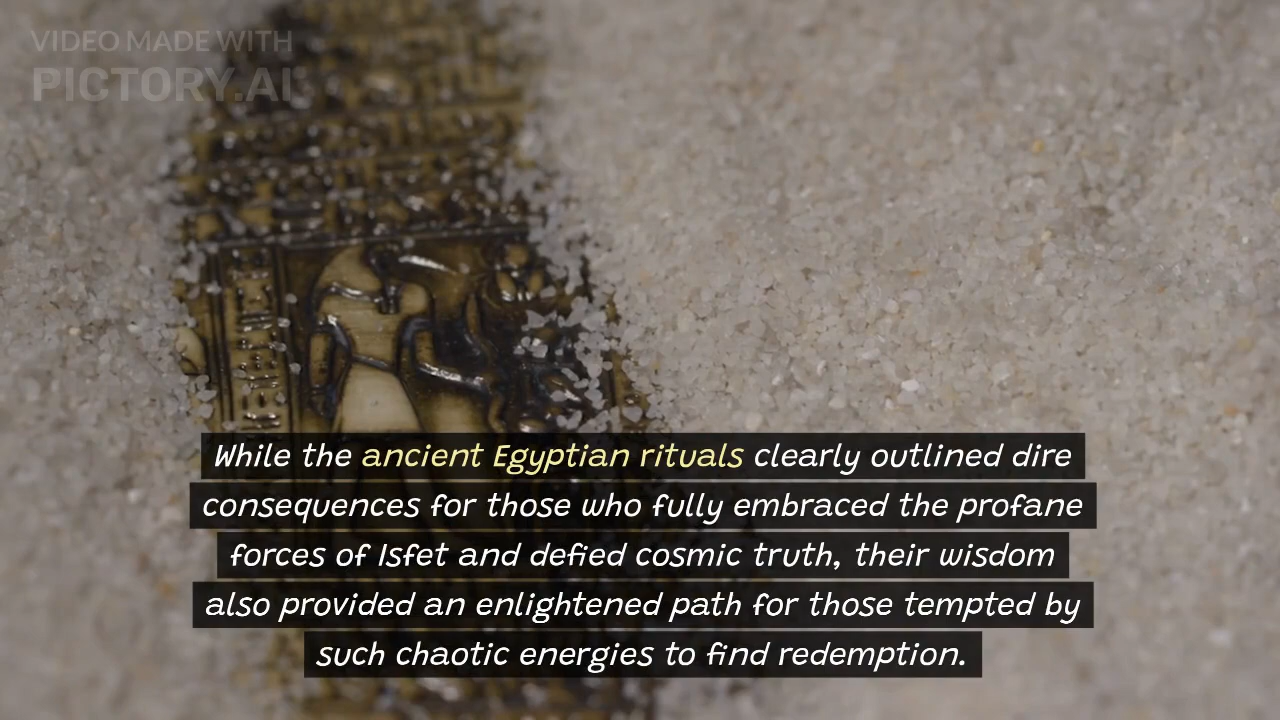 VIDEO MADE WITH
PICTORY.AI
While the ancient Egyptian rituals clearly outlined dire
consequences for those who fully embraced the profane
forces of Isfet and defied cosmic truth, their wisdom
also provided an enlightened path for those tempted by
such chaotic energies to find redemption.